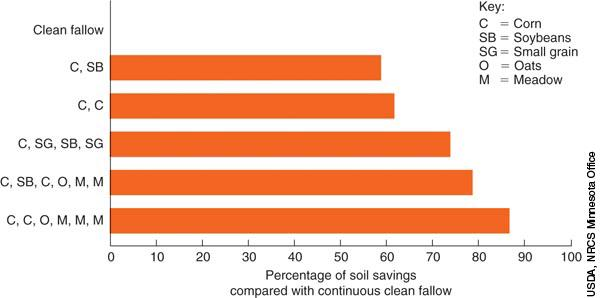 Key:
C = Corn
SB = Soybeans
SG = Small grain
O = Oats
M = Meadow
Clean fallow
C, SB
C, C
C, SG, SB, SG
C, SB, C, O, M, M
C, C, O, M, M, M
0 10 20 30 40 50 60 70 80 90 100
Percentage of soil savings
compared with continuous clean fallow
USDA, NRCS Minnesota Office